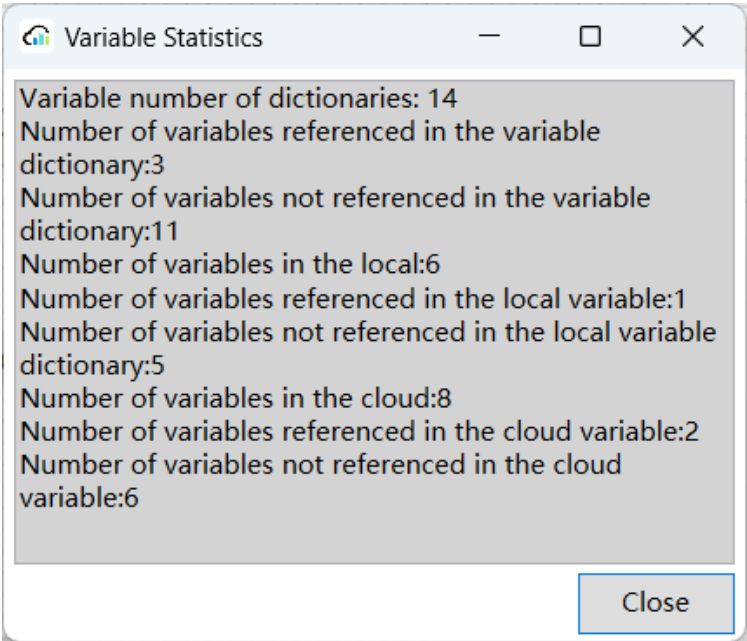 Variable Statistics
Variable number of dictionaries: 14
Number of variables referenced in the variable
dictionary:3
Number of variables not referenced in the variable
dictionary:11
Number of variables in the local:6
Number of variables referenced in the local variable:1
Number of variables not referenced in the local variable
dictionary:5
Number of variables in the cloud:8
Number of variables referenced in the cloud variable:2
Number of variables not referenced in the cloud
variable:6
Close